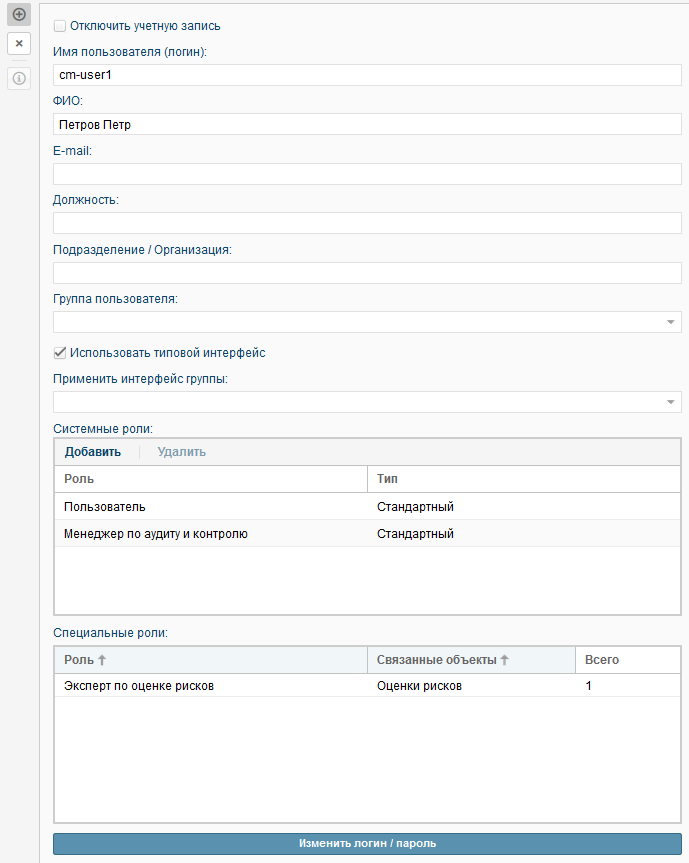 Отключить учетную запись
Имя пользователя (логин):
cm-user1
ФИО:
Петров Петр
E-mail:
Должность:
Подразделение / Организация:
Группа пользователя:
Использовать типовой интерфейс
Применить интерфейс группы:
Системные роли:
Добавить Удалить
Роль Тип
Пользователь Стандартный
Менеджер по аудиту и контролю Стандартный
Специальные роли:
Роль Связанные объекты Всего
Эксперт по оценке рисков Оценки рисков 1
Изменить логин / пароль